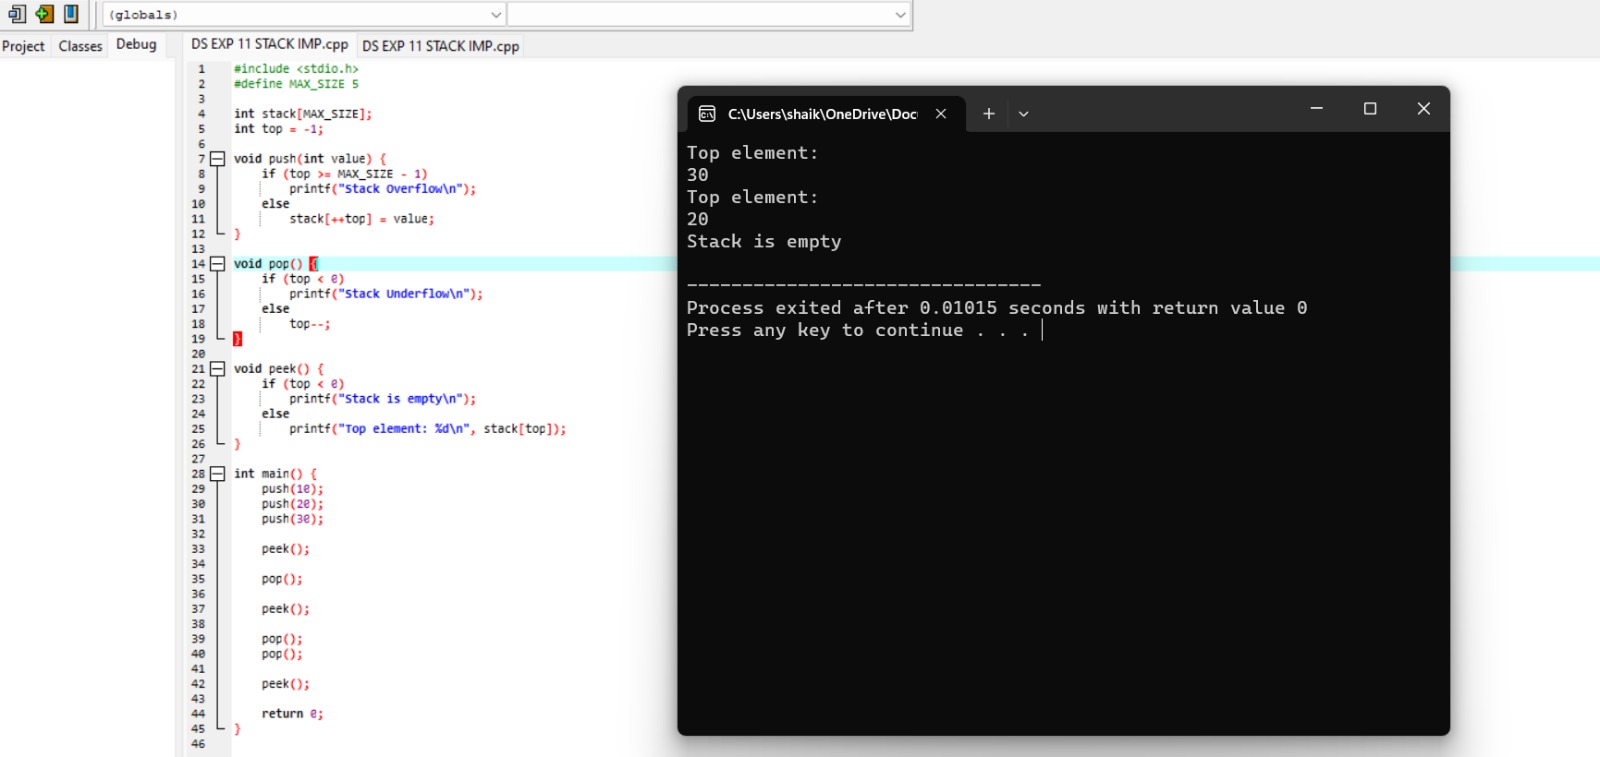 (globals)
Project Classes Debug
DS EXP 11 STACK IMP.cpp DS EXP 11 STACK IMP.cpp
1 #include <stdio.h>
2 #define MAX_SIZE 5
3
4 int stack[MAX_SIZE];
5 int top = -1;
6
7 void push(int value) {
8 if (top >= MAX_SIZE - 1)
9 printf("Stack Overflow\n");
10 else
11 stack[++top] = value;
12 }
13
14 void pop() {
15 if (top < 0)
16 printf("Stack Underflow\n");
17 else
18 top--;
19 }
20
21 void peek() {
22 if (top < 0)
23 printf("Stack is empty\n");
24 else
25 printf("Top element: %d\n", stack[top]);
26 }
27
28 int main() {
29 push(10);
30 push(20);
31 push(30);
32
33 peek();
34
35 pop();
36
37 peek();
38
39 pop();
40 pop();
41
42 peek();
43
44 return 0;
45 }
46
C:\Users\shaik\OneDrive\Doc
Top element:
30
Top element:
20
Stack is empty
--------------------------------
Process exited after 0.01015 seconds with return value 0
Press any key to continue . . .